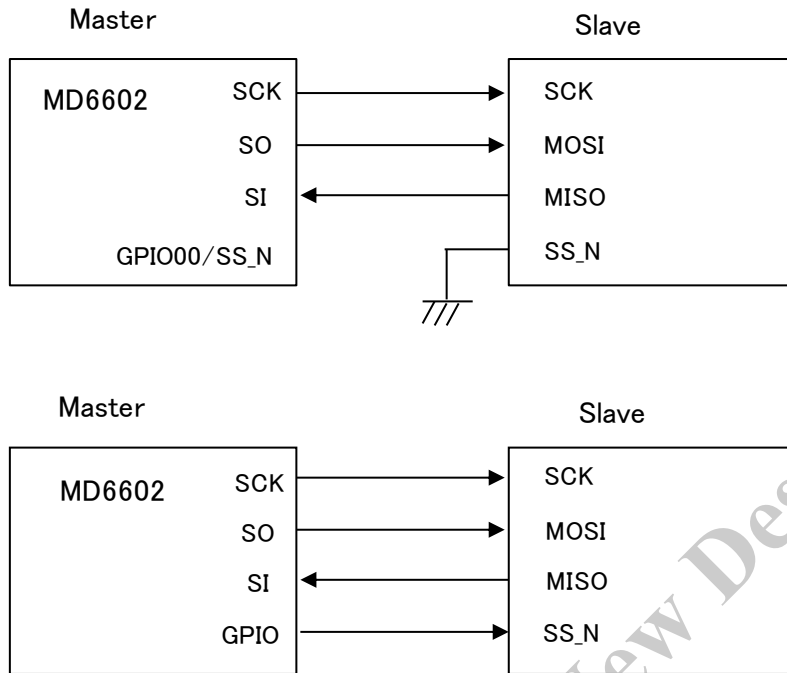 Master
Slave
MD6602
SCK
SCK
SO
MOSI
SI
MISO
GPIO00/SS_N
SS_N
Master
Slave
MD6602
SCK
SCK
SO
MOSI
SI
MISO
GPIO
SS_N